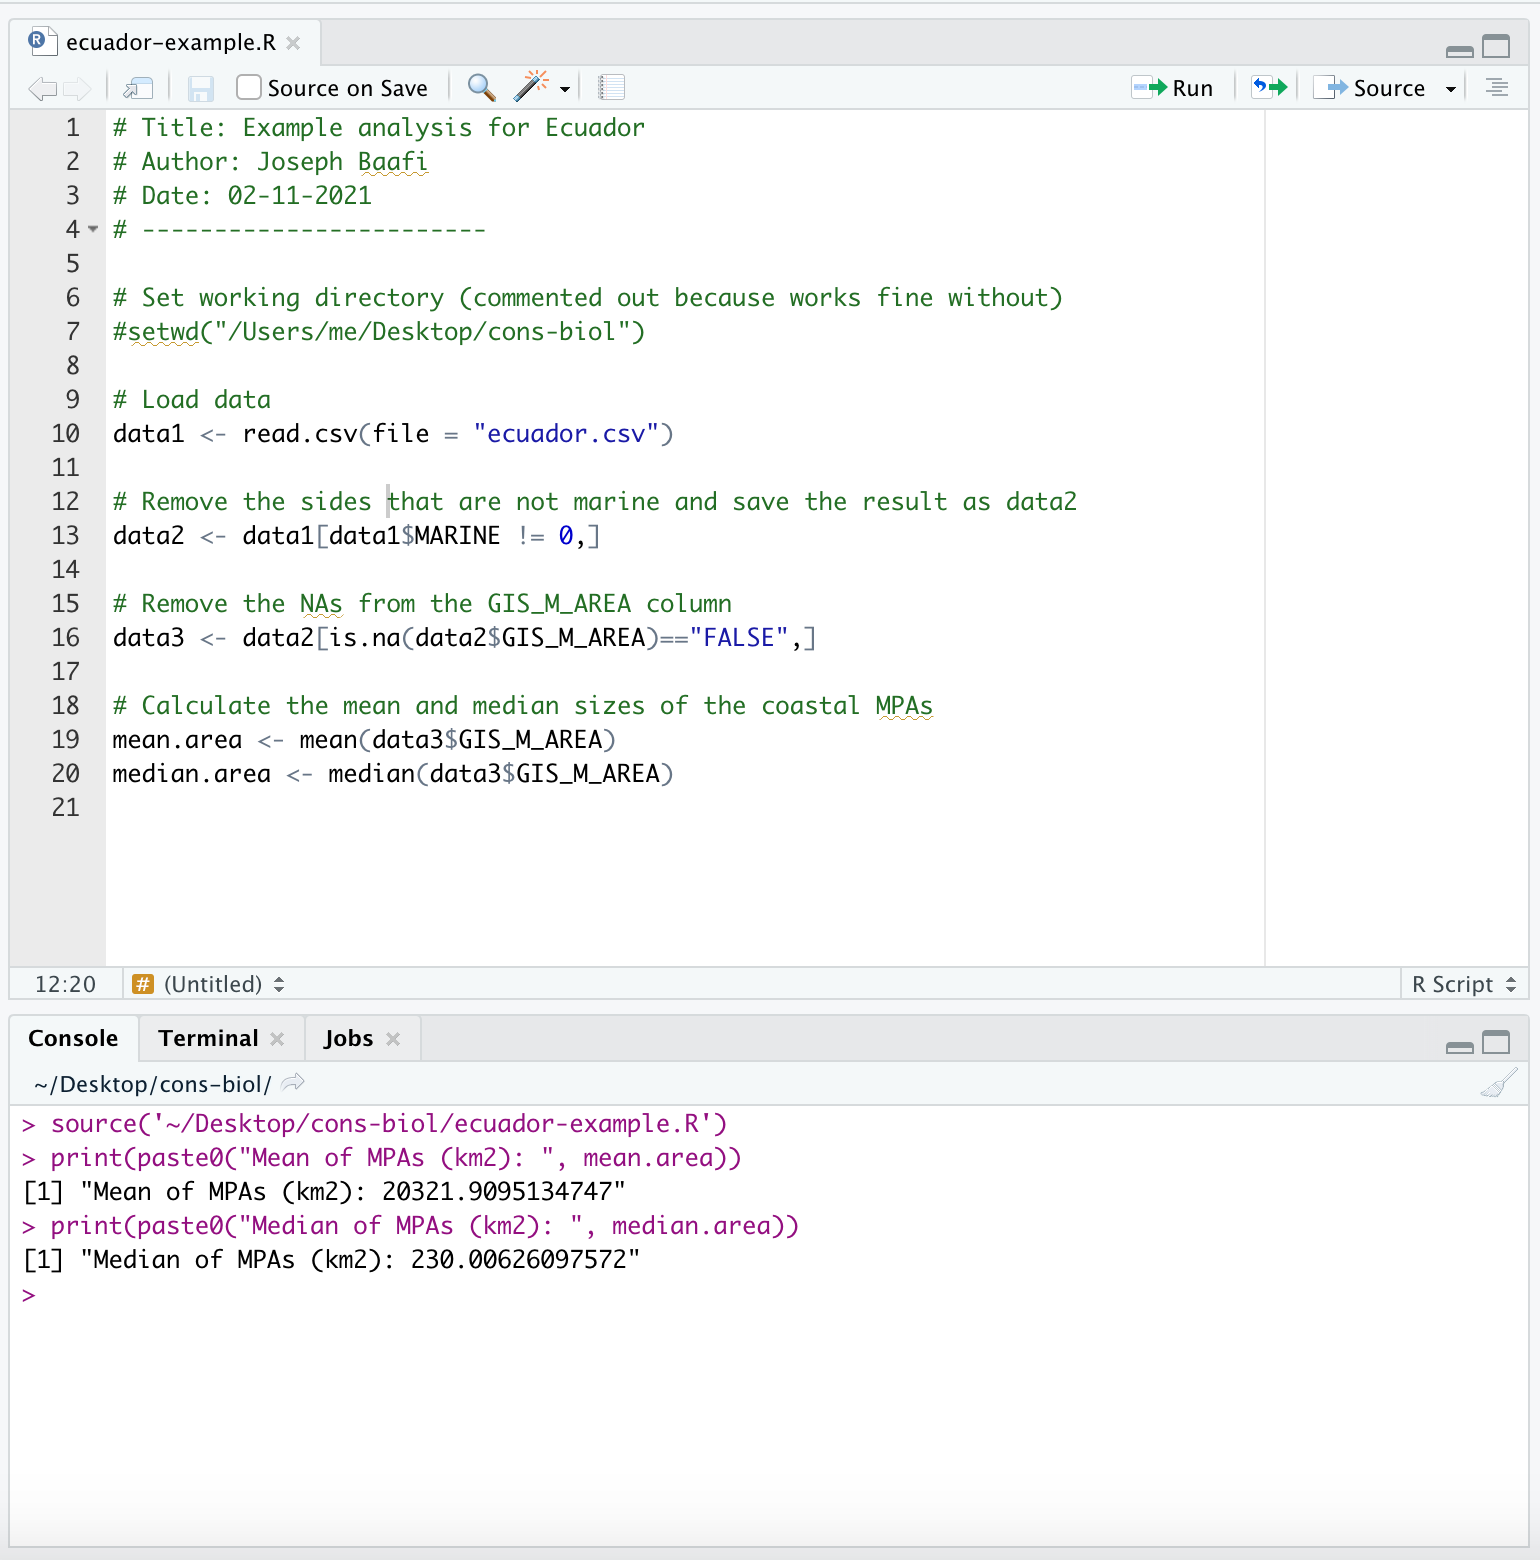 ecuador-example.R
Source on Save
Run
Source
1 # Title: Example analysis for Ecuador
2 # Author: Joseph Baafi
3 # Date: 02-11-2021
4 # ------------------------
5
6 # Set working directory (commented out because works fine without)
7 #setwd("/Users/me/Desktop/cons-biol")
8
9 # Load data
10 data1 <- read.csv(file = "ecuador.csv")
11
12 # Remove the sides that are not marine and save the result as data2
13 data2 <- data1[data1$MARINE != 0,]
14
15 # Remove the NAs from the GIS_M_AREA column
16 data3 <- data2[is.na(data2$GIS_M_AREA)=="FALSE",]
17
18 # Calculate the mean and median sizes of the coastal MPAs
19 mean.area <- mean(data3$GIS_M_AREA)
20 median.area <- median(data3$GIS_M_AREA)
21
12:20 # (Untitled) R Script
Console Terminal Jobs
~/Desktop/cons-biol/
> source('~/Desktop/cons-biol/ecuador-example.R')
> print(paste0("Mean of MPAs (km2): ", mean.area))
[1] "Mean of MPAs (km2): 20321.9095134747"
> print(paste0("Median of MPAs (km2): ", median.area))
[1] "Median of MPAs (km2): 230.00626097572"
>